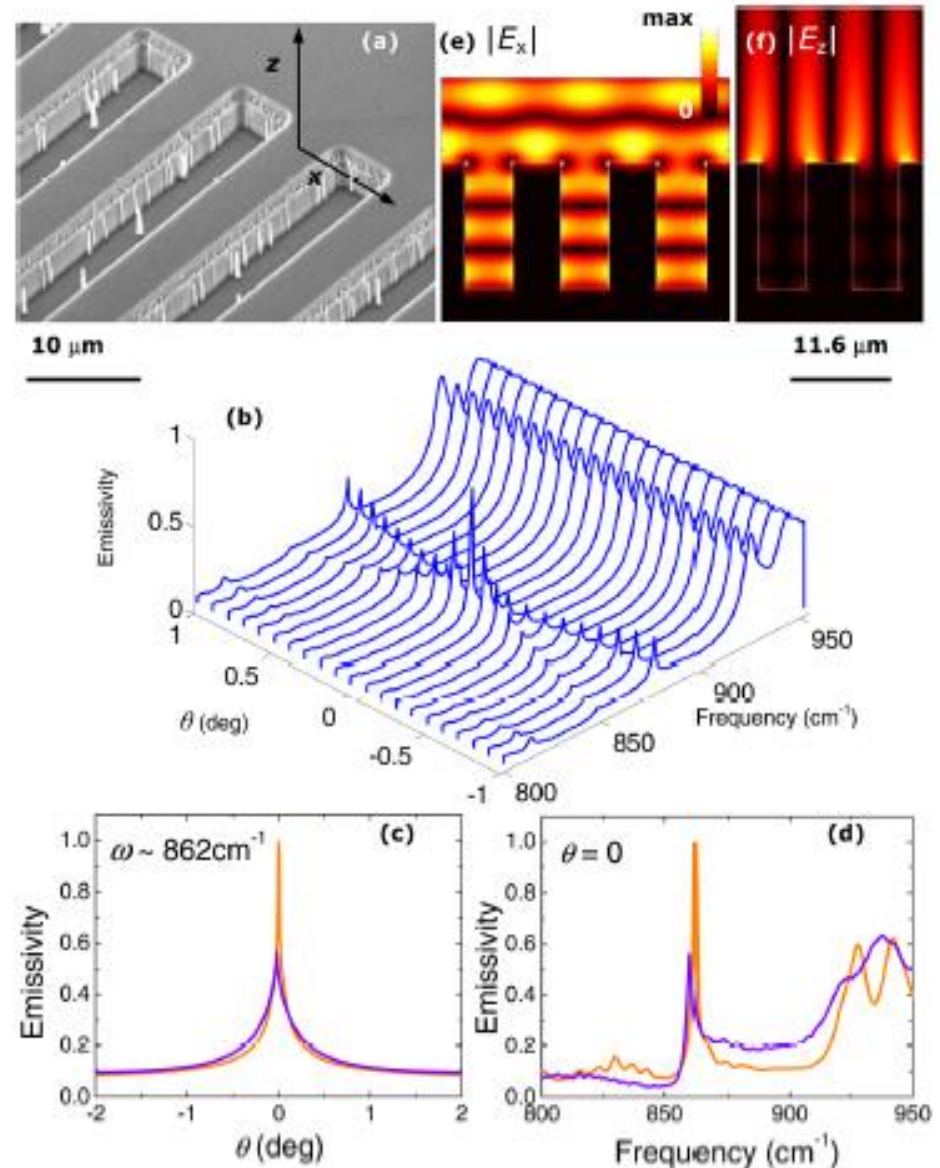 (a)
z
x
(e) |Eₓ|
max
0
(f) |E_z|
10 μm
11.6 μm
(b)
1
0.5
0
Emissivity
1
0.5
0
-0.5
-1
θ (deg)
800
850
900
950
Frequency (cm⁻¹)
(c)
ω ~ 862cm⁻¹
1.0
0.8
0.6
0.4
0.2
0.0
Emissivity
-2
-1
0
1
2
θ (deg)
(d)
θ = 0
1.0
0.8
0.6
0.4
0.2
0.0
Emissivity
800
850
900
950
Frequency (cm⁻¹)